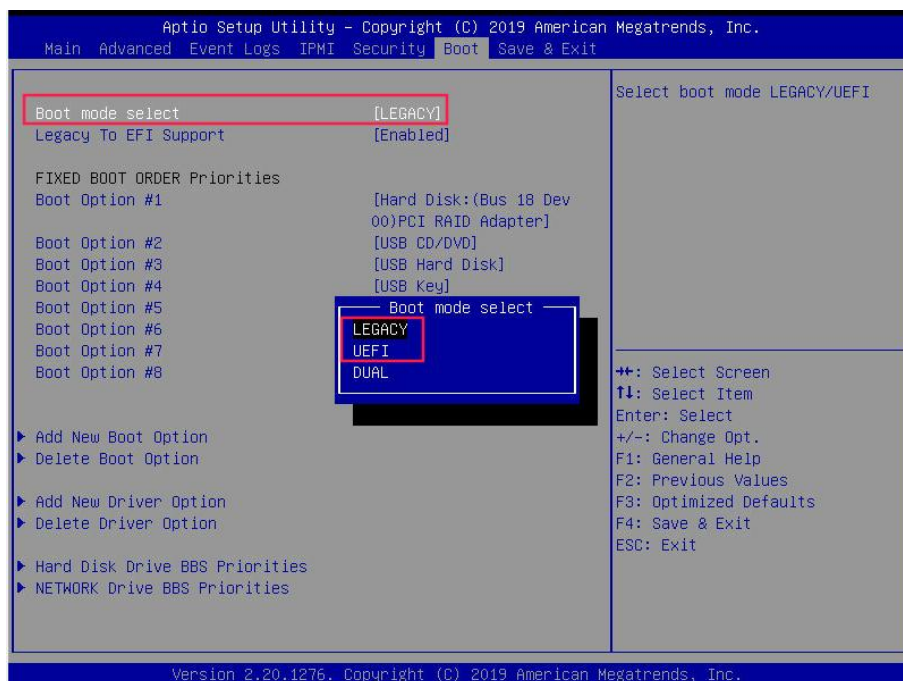 Aptio Setup Utility – Copyright (C) 2019 American Megatrends, Inc.
Main Advanced Event Logs IPMI Security Boot Save & Exit
Select boot mode LEGACY/UEFI
Boot mode select [LEGACY]
Legacy To EFI Support [Enabled]
FIXED BOOT ORDER Priorities
Boot Option #1 [Hard Disk:(Bus 18 Dev
00)PCI RAID Adapter]
Boot Option #2 [USB CD/DVD]
Boot Option #3 [USB Hard Disk]
Boot Option #4 [USB Key]
Boot Option #5
Boot Option #6
Boot Option #7
Boot Option #8
Boot mode select
LEGACY
UEFI
DUAL
Add New Boot Option
Delete Boot Option
Add New Driver Option
Delete Driver Option
Hard Disk Drive BBS Priorities
NETWORK Drive BBS Priorities
→←: Select Screen
↑↓: Select Item
Enter: Select
+/-: Change Opt.
F1: General Help
F2: Previous Values
F3: Optimized Defaults
F4: Save & Exit
ESC: Exit
Version 2.20.1276. Copyright (C) 2019 American Megatrends, Inc.